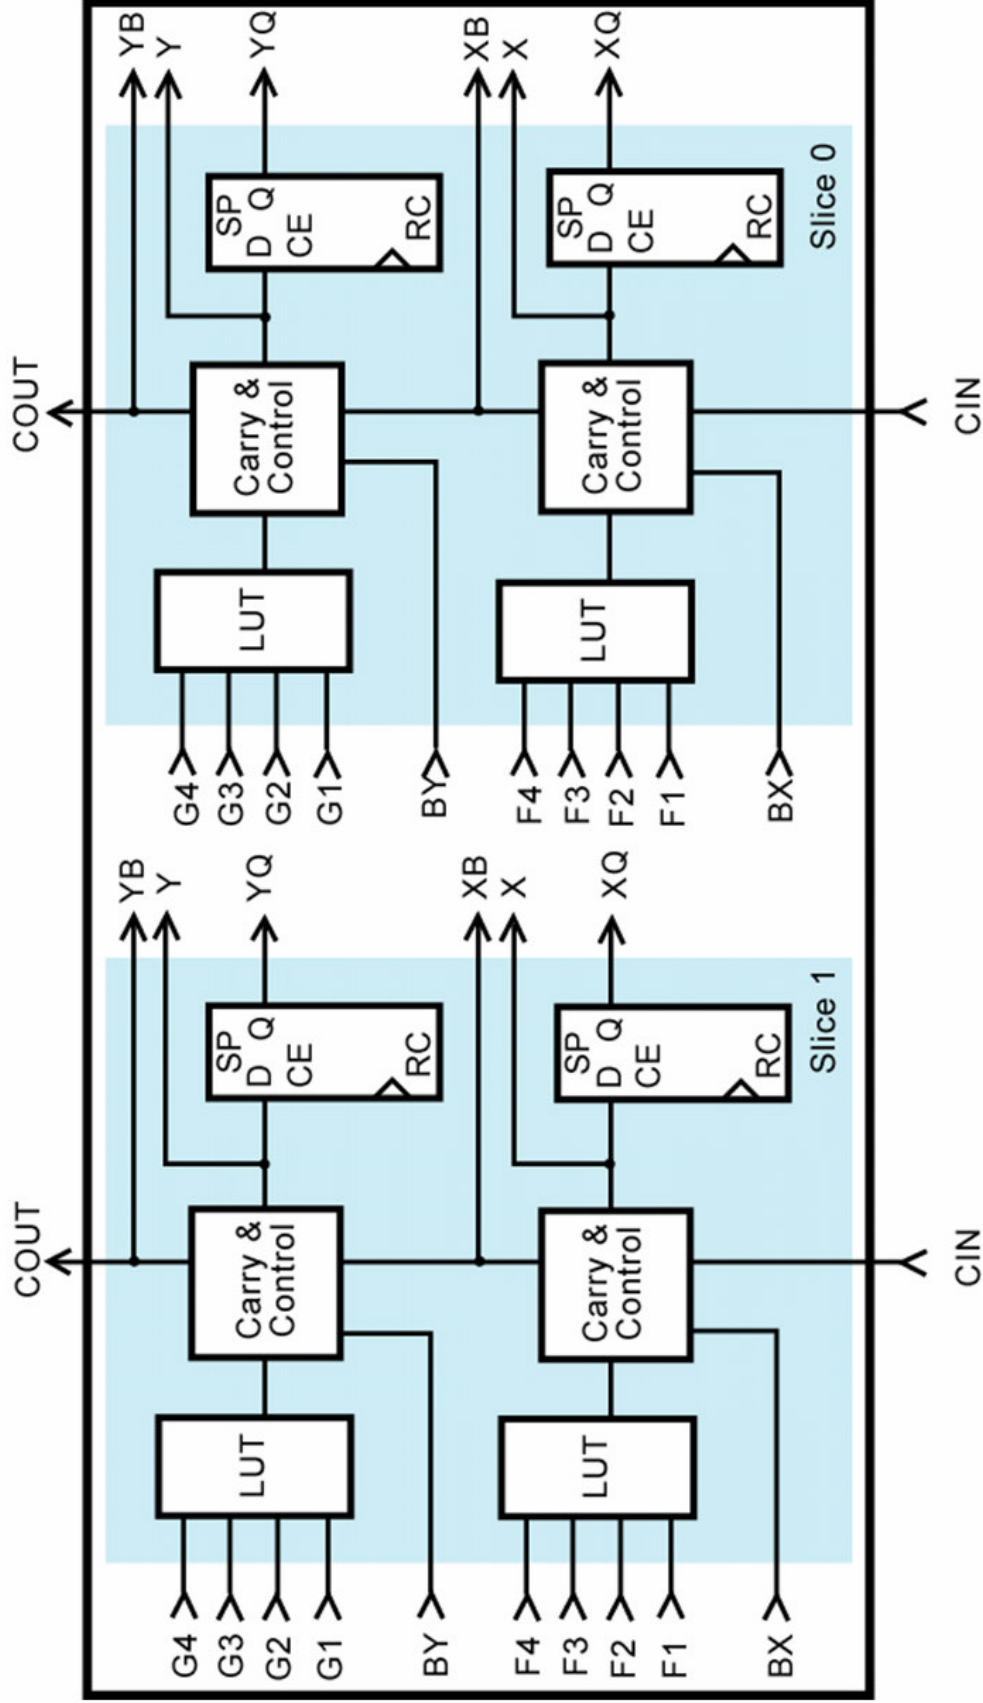 COUT
COUT
YB
Y
G4
G3
G2
G1
LUT
Carry &
Control
SP
D Q
CE
RC
YQ
BY
XB
X
F4
F3
F2
F1
LUT
Carry &
Control
SP
D Q
CE
RC
XQ
BX
Slice 1
YB
Y
G4
G3
G2
G1
LUT
Carry &
Control
SP
D Q
CE
RC
YQ
BY
XB
X
F4
F3
F2
F1
LUT
Carry &
Control
SP
D Q
CE
RC
XQ
BX
Slice 0
CIN
CIN